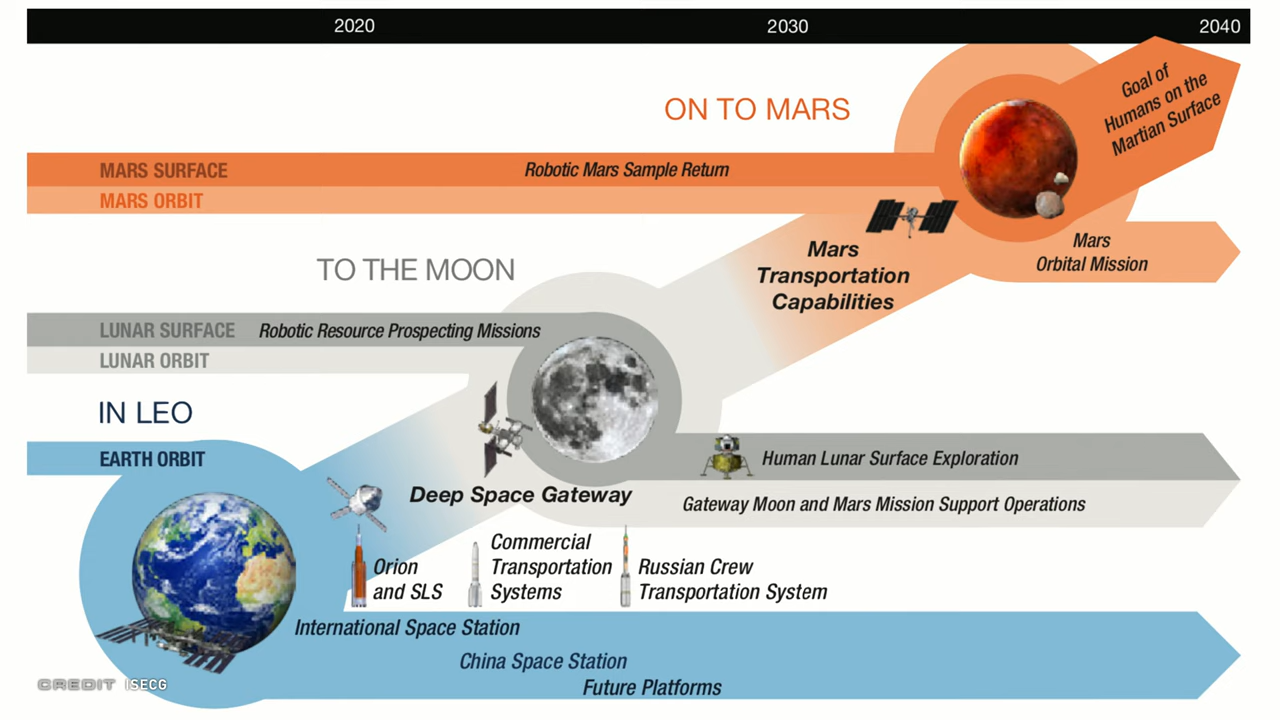 2020
2030
2040
Goal of
Humans on the
Martian Surface
ON TO MARS
MARS SURFACE
Robotic Mars Sample Return
MARS ORBIT
Mars
Orbital Mission
Mars
Transportation
Capabilities
TO THE MOON
LUNAR SURFACE
Robotic Resource Prospecting Missions
LUNAR ORBIT
IN LEO
EARTH ORBIT
Human Lunar Surface Exploration
Deep Space Gateway
Gateway Moon and Mars Mission Support Operations
Orion
and SLS
Commercial
Transportation
Systems
Russian Crew
Transportation System
International Space Station
China Space Station
Future Platforms
CREDIT ISECG